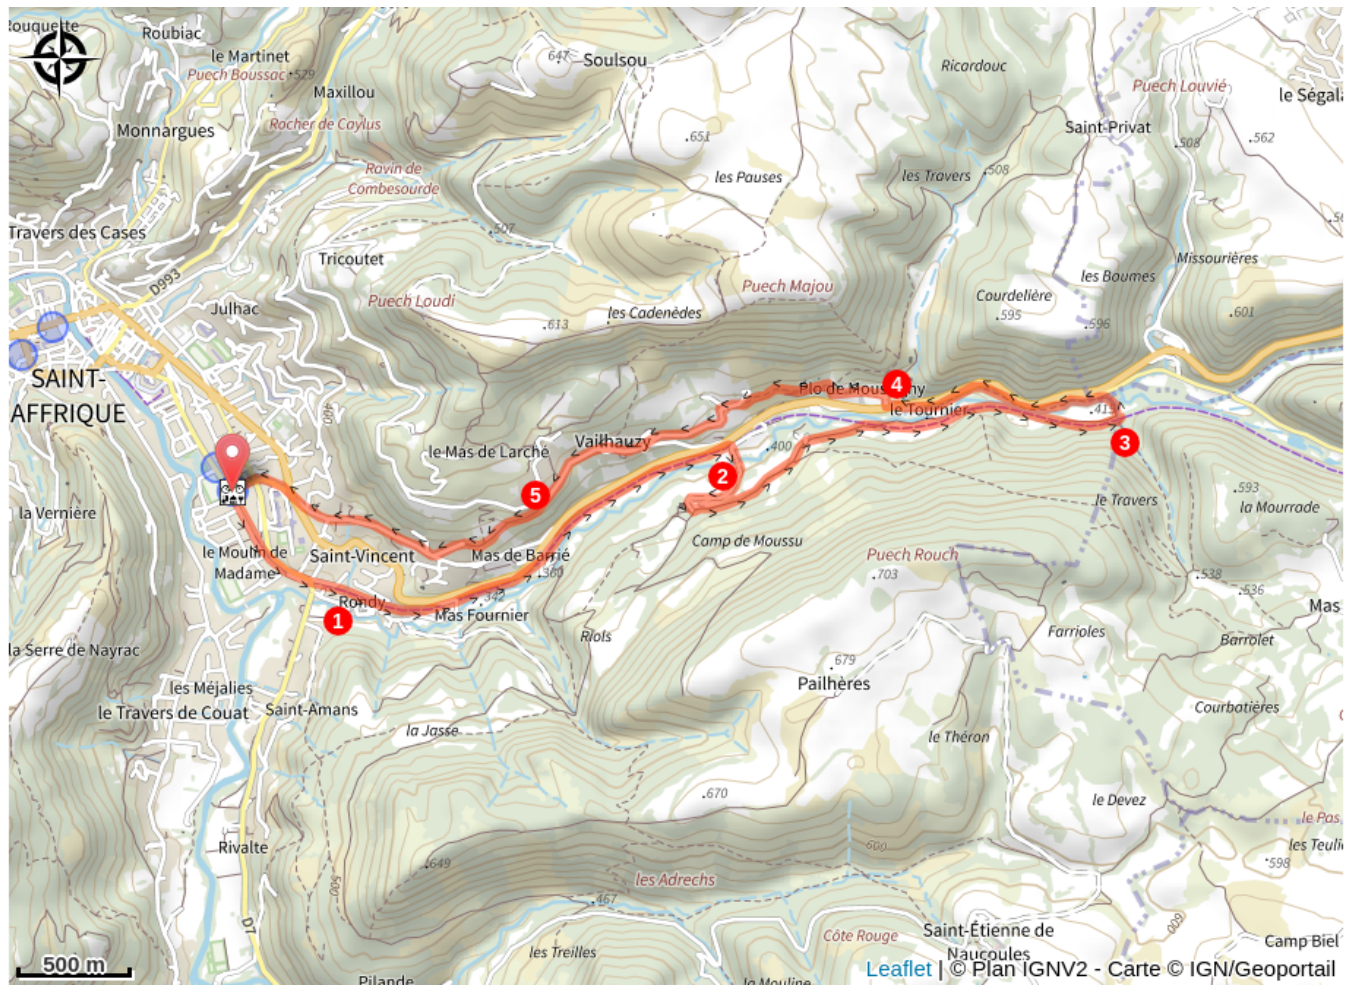 Rouquette
Roubiac
le Martinet
Puech Boussac
529
Maxillou
647
Soulsou
Ricardouc
Puech Louvié
le Ségala
Monnargues
Rocher de Caylus
651
Saint-Privat
508
562
Ravin de
Combesourde
les Pauses
les Travers
508
Travers des Cases
507
Tricoutet
D993
Missourières
les Boumes
Puech Majou
Courdelière
595
596
601
Julhac
Puech Loudi
les Cadenèdes
613
SAINT-
AFFRIQUE
400
4
le Tournier
Vailhauzy
400
le Mas de Larché
3
2
5
la Vernière
les Travers
593
la Mourrade
Camp de Moussu
le Moulin de
Madame
Saint-Vincent
Mas de Barrié
360
Puech Rouch
703
538
536
Rondy
Mas Fournier
Mas
1
Riols
Farrioles
Barrolet
la Serre de Nayrac
679
Pailhères
les Méjalies
Saint-Amans
le Travers de Couat
Courbatières
la Jasse
le Théron
670
le Devez
le Pas
Rivalte
649
600
les Teuli
598
500
les Adrechs
467
D7
600
Saint-Étienne de
Naucoules
Côte Rouge
Camp Biel
les Treilles
500 m
Pilande
la Mouline
Leaflet | © Plan IGNV2 - Carte © IGN/Geoportail